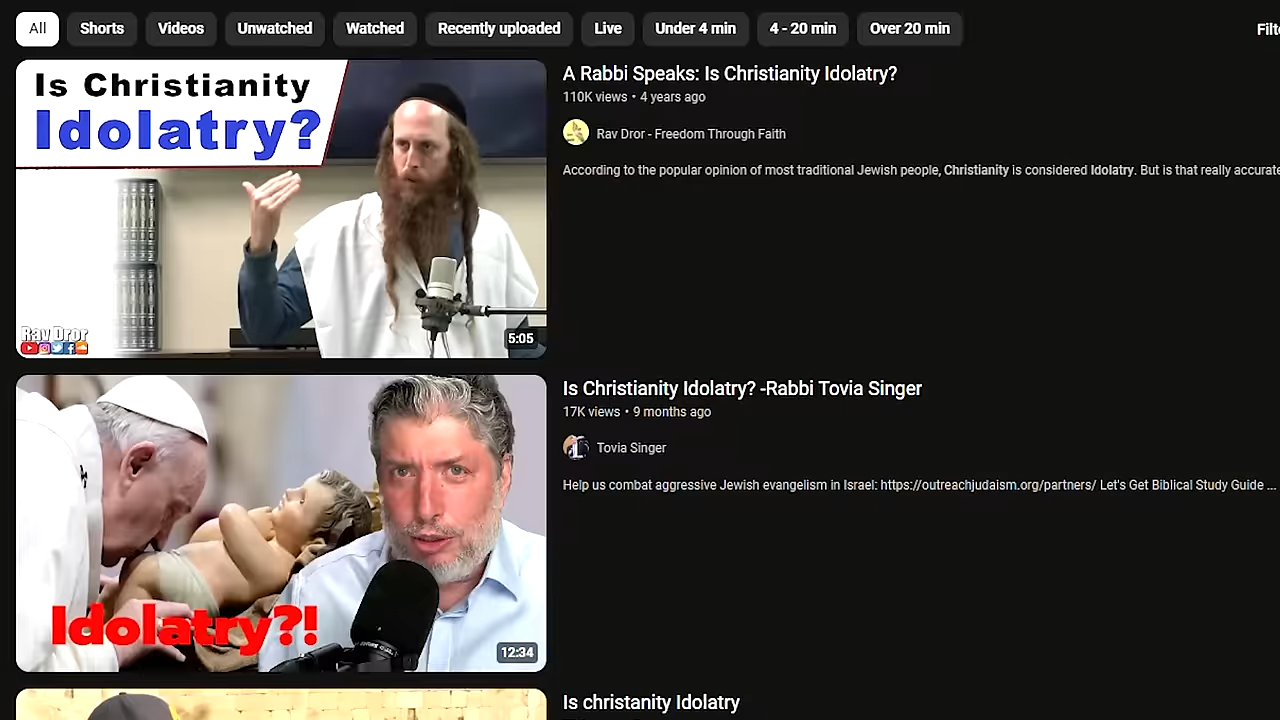 All
Shorts
Videos
Unwatched
Watched
Recently uploaded
Live
Under 4 min
4 - 20 min
Over 20 min
Is Christianity
Idolatry?
Rav Dror
5:05
A Rabbi Speaks: Is Christianity Idolatry?
110K views • 4 years ago
Rav Dror - Freedom Through Faith
According to the popular opinion of most traditional Jewish people, Christianity is considered Idolatry. But is that really accurate
Idolatry?!
12:34
Is Christianity Idolatry? -Rabbi Tovia Singer
17K views • 9 months ago
Tovia Singer
Help us combat aggressive Jewish evangelism in Israel: https://outreachjudaism.org/partners/ Let's Get Biblical Study Guide ...
Is christanity Idolatry